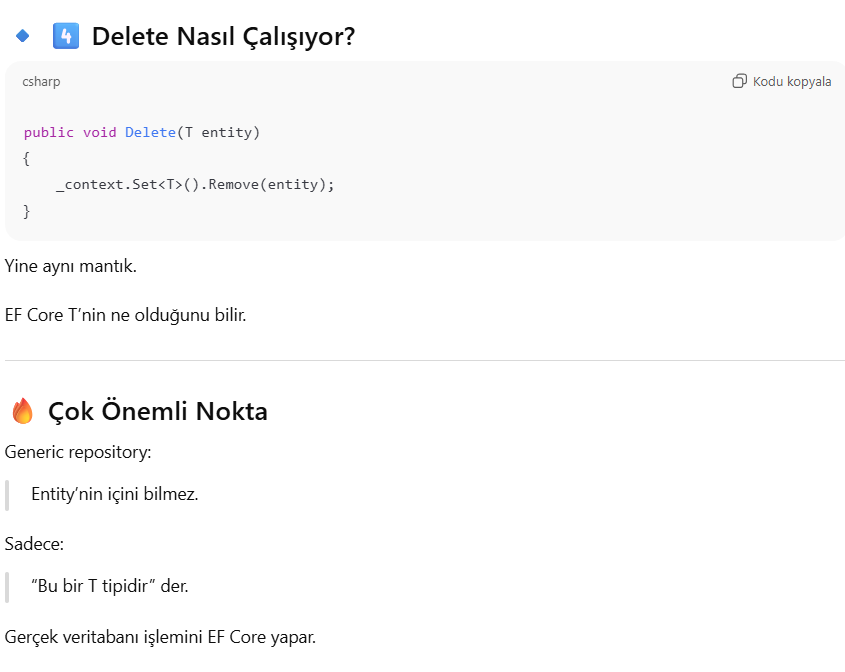 🔹 4️⃣ Delete Nasıl Çalışıyor?
csharp
Kodu kopyala
public void Delete(T entity)
{
    _context.Set<T>().Remove(entity);
}
Yine aynı mantık.
EF Core T’nin ne olduğunu bilir.
🔥 Çok Önemli Nokta
Generic repository:
Entity’nin içini bilmez.
Sadece:
“Bu bir T tipidir” der.
Gerçek veritabanı işlemini EF Core yapar.